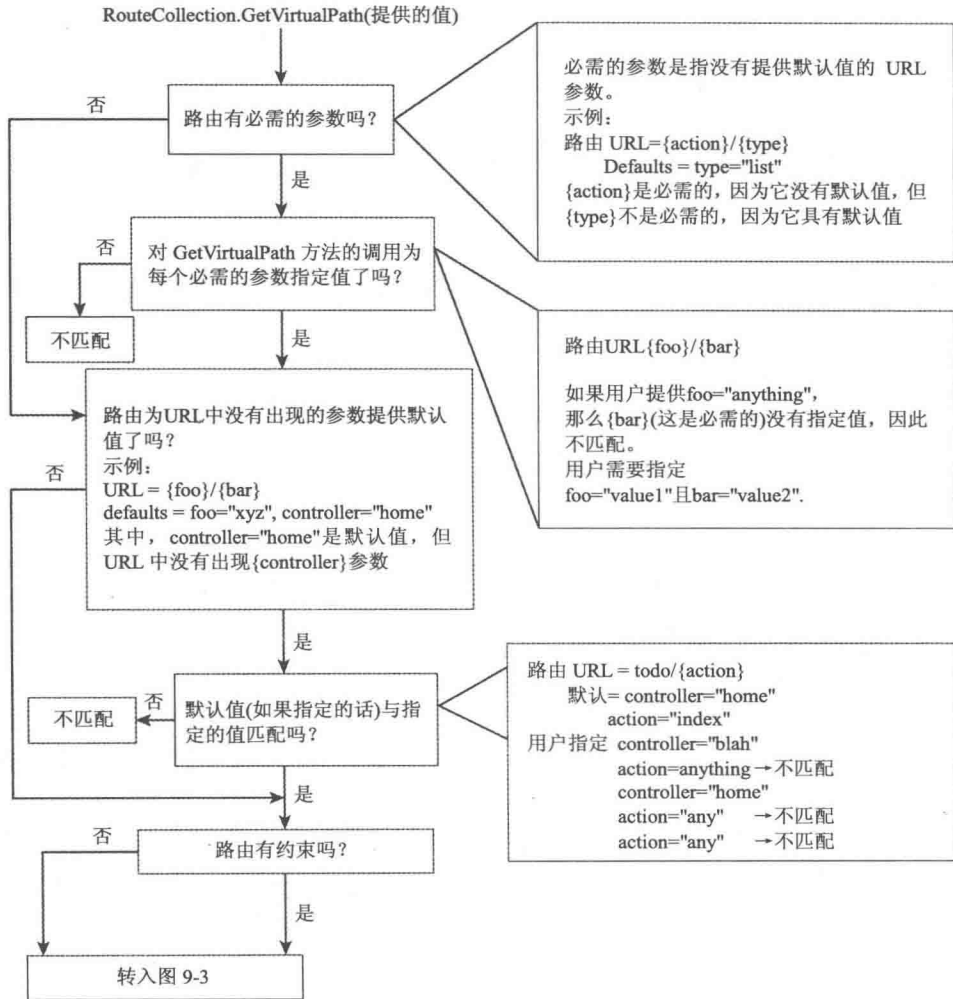 RouteCollection.GetVirtualPath(提供的值)
路由有必需的参数吗？
否
是
必需的参数是指没有提供默认值的 URL
参数。
示例：
路由 URL={action}/{type}
Defaults = type="list"
{action}是必需的，因为它没有默认值，但
{type}不是必需的，因为它具有默认值
对 GetVirtualPath 方法的调用为
每个必需的参数指定值了吗？
否
不匹配
是
路由URL{foo}/{bar}
如果用户提供foo="anything"，
那么{bar}(这是必需的)没有指定值，因此
不匹配。
用户需要指定
foo="value1"且bar="value2".
路由为URL中没有出现的参数提供默认
值了吗？
示例：
URL = {foo}/{bar}
defaults = foo="xyz", controller="home"
其中，controller="home"是默认值，但
URL 中没有出现{controller}参数
否
是
默认值(如果指定的话)与指
定的值匹配吗？
否
不匹配
是
路由 URL = todo/{action}
默认= controller="home"
action="index"
用户指定 controller="blah"
action=anything→不匹配
controller="home"
action="any" →不匹配
action="any" →不匹配
路由有约束吗？
否
是
转入图 9-3